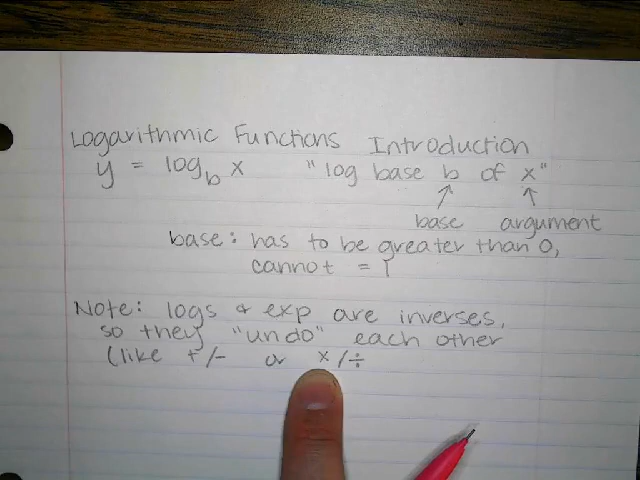 Logarithmic Functions Introduction
y = log_b x "log base b of x"
base argument
base: has to be greater than 0,
cannot = 1
Note: logs & exp are inverses,
so they "undo" each other
(like +/- or ×/÷